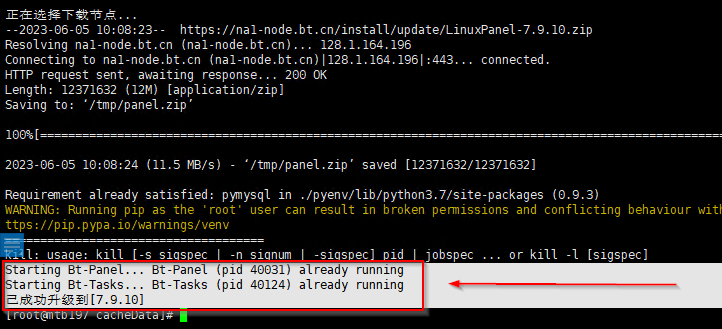 正在选择下载节点...
--2023-06-05 10:08:23--  https://na1-node.bt.cn/install/update/LinuxPanel-7.9.10.zip
Resolving na1-node.bt.cn (na1-node.bt.cn)... 128.1.164.196
Connecting to na1-node.bt.cn (na1-node.bt.cn)|128.1.164.196|:443... connected.
HTTP request sent, awaiting response... 200 OK
Length: 12371632 (12M) [application/zip]
Saving to: ‘/tmp/panel.zip’
100%[=======================================================================================
2023-06-05 10:08:24 (11.5 MB/s) - ‘/tmp/panel.zip’ saved [12371632/12371632]
Requirement already satisfied: pymysql in ./pyenv/lib/python3.7/site-packages (0.9.3)
WARNING: Running pip as the 'root' user can result in broken permissions and conflicting behaviour with
ttps://pip.pypa.io/warnings/venv
=====================================
Kill: usage: kill [-s sigspec | -n signum | -sigspec] pid | jobspec ... or kill -l [sigspec]
Starting Bt-Panel... Bt-Panel (pid 40031) already running
Starting Bt-Tasks... Bt-Tasks (pid 40124) already running
已成功升级到[7.9.10]
[root@mtb197 cacheData]#